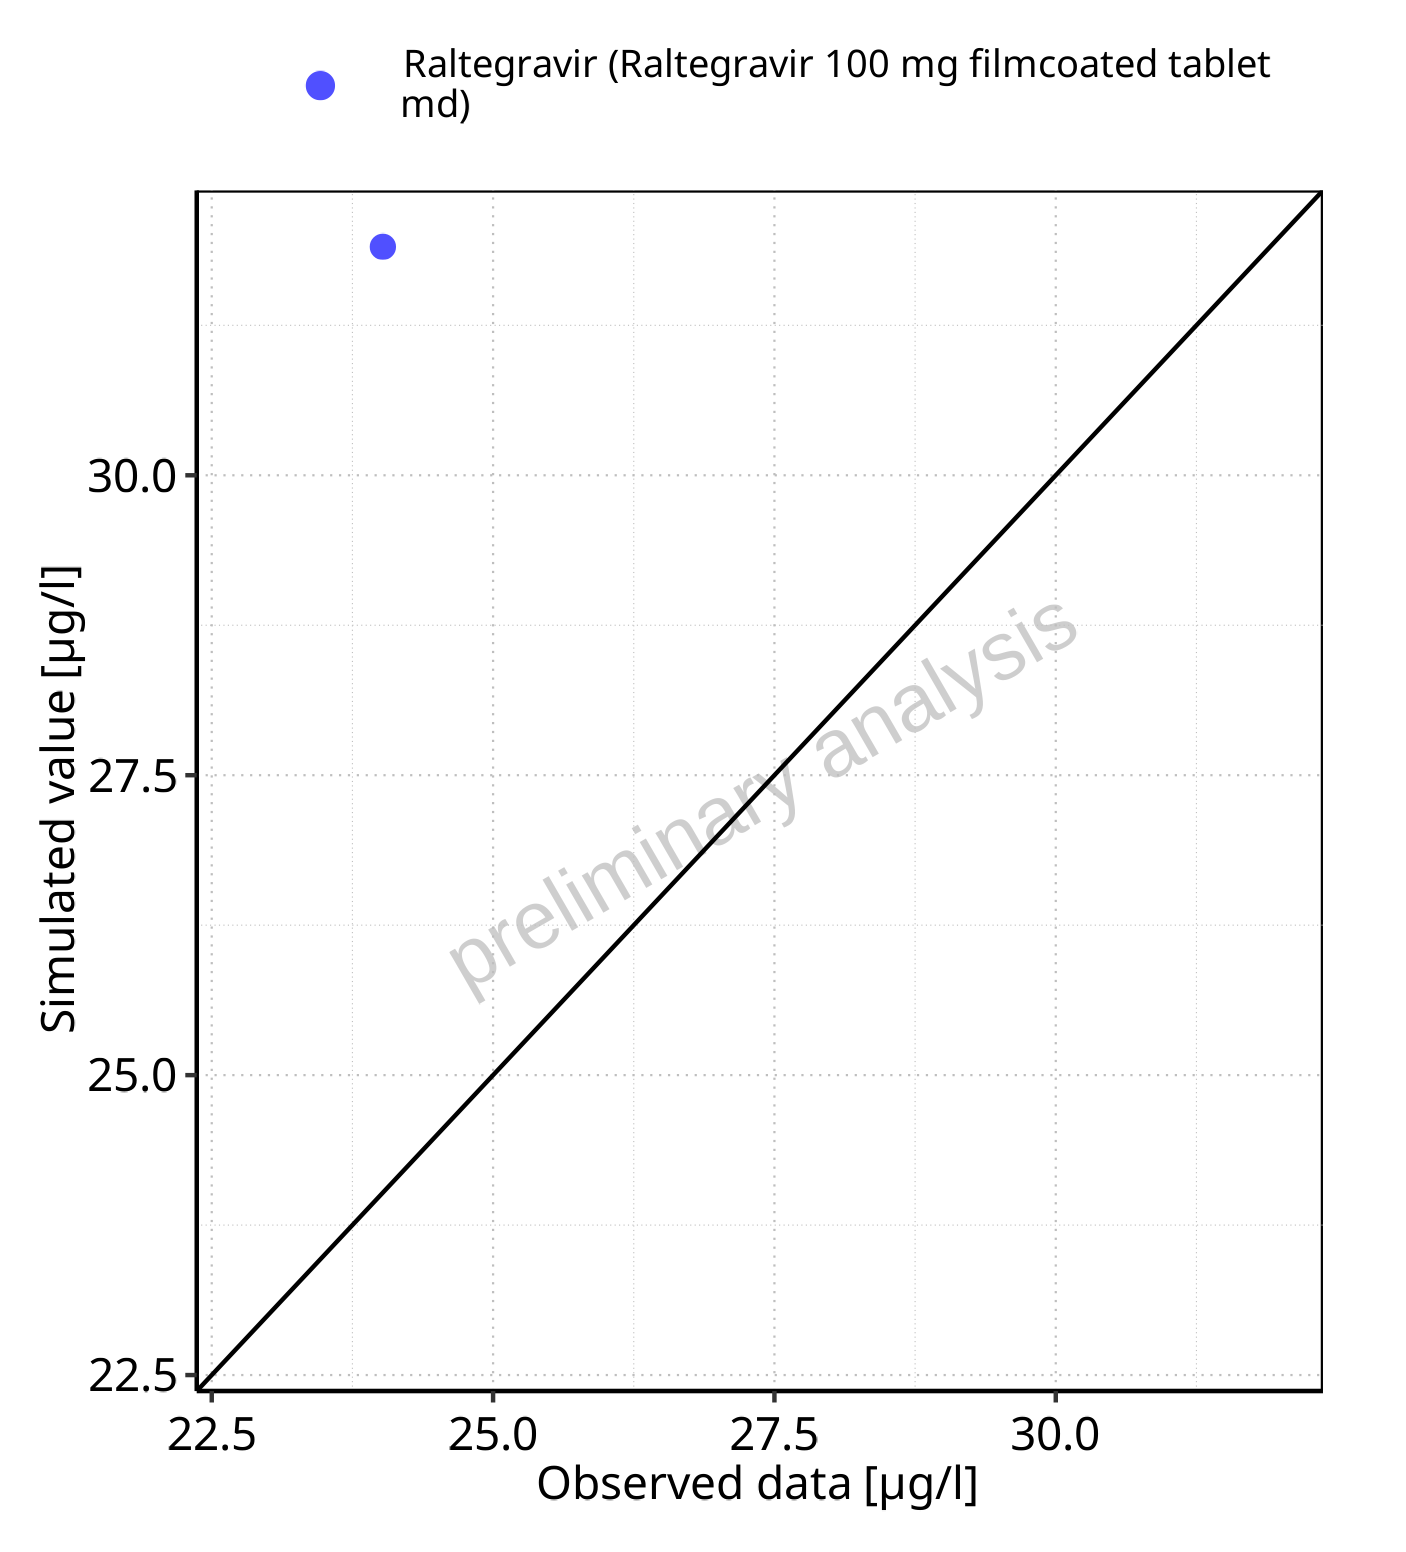 Raltegravir (Raltegravir 100 mg filmcoated tablet
md)
30.0
27.5
25.0
22.5
Simulated value [µg/l]
preliminary analysis
22.5 25.0 27.5 30.0
Observed data [µg/l]